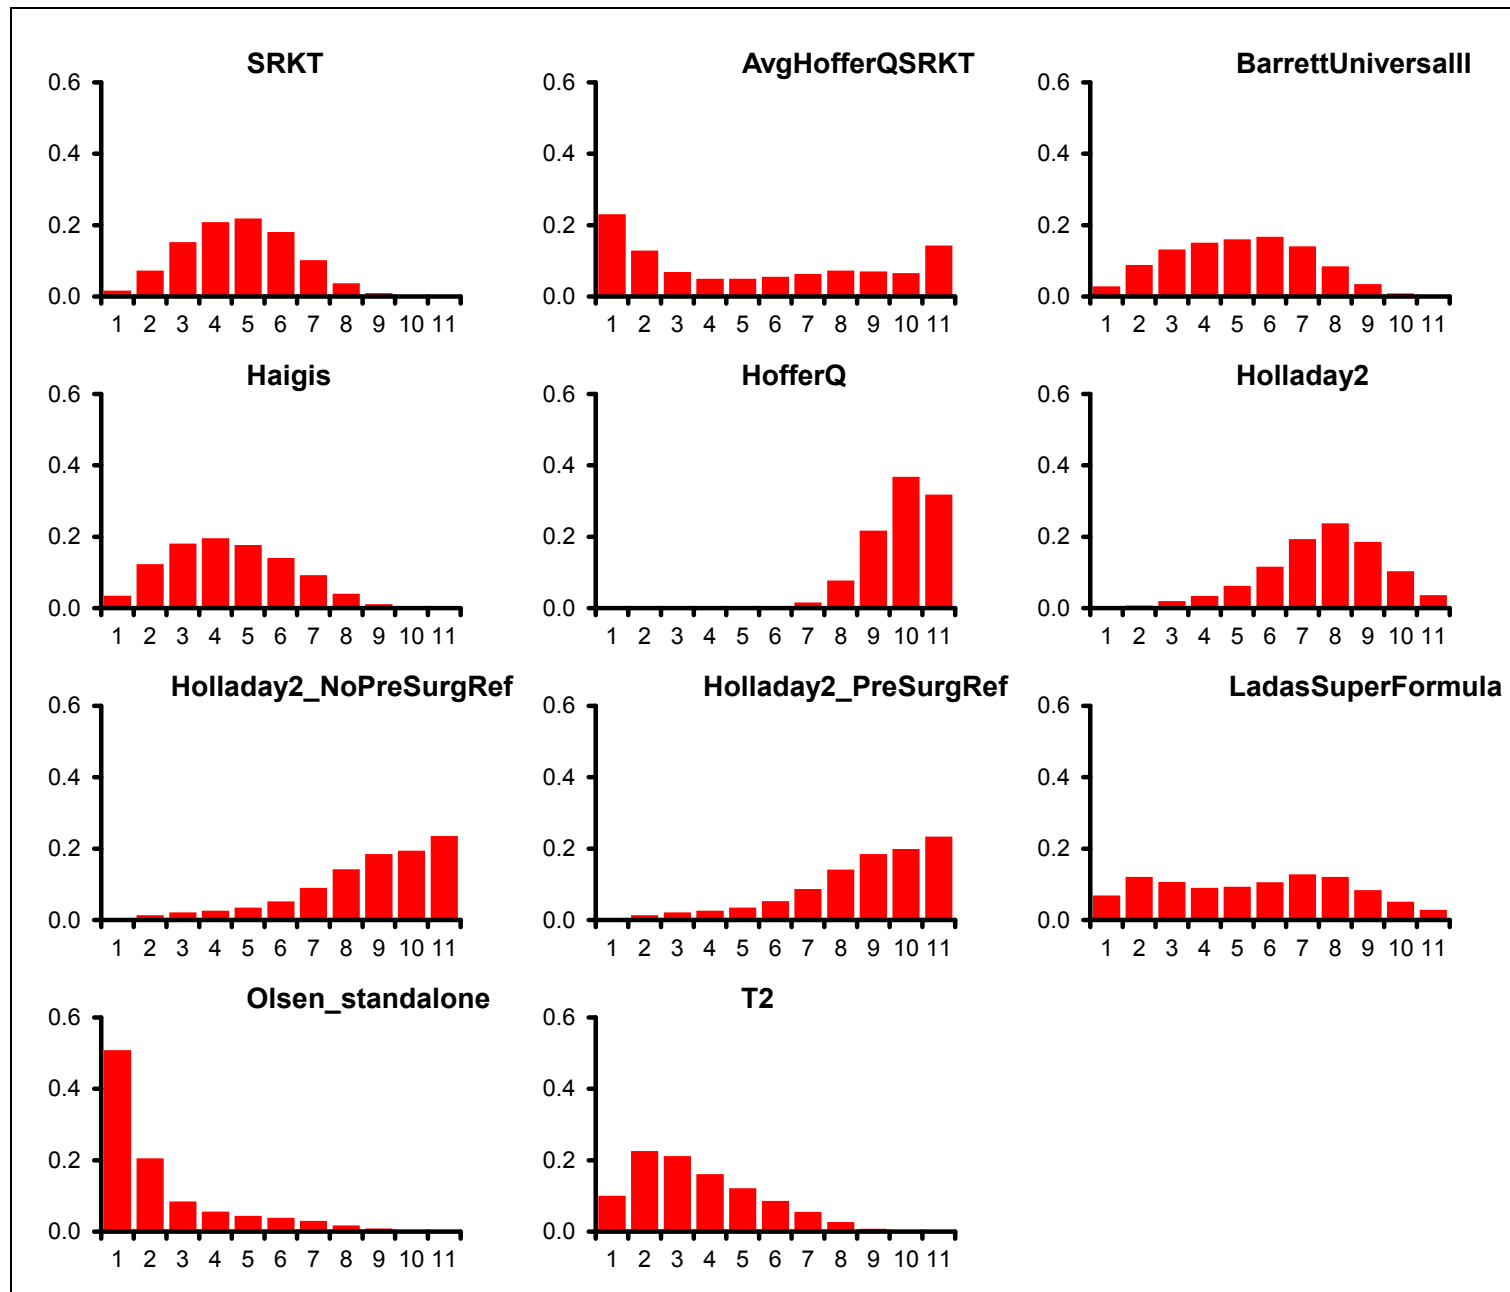 SRKT AvgHofferQSRKT BarrettUniversalII
0.6 0.6 0.6
0.4 0.4 0.4
0.2 0.2 0.2
0.0 0.0 0.0
1 2 3 4 5 6 7 8 9 10 11 1 2 3 4 5 6 7 8 9 10 11 1 2 3 4 5 6 7 8 9 10 11
Haigis HofferQ Holladay2
0.6 0.6 0.6
0.4 0.4 0.4
0.2 0.2 0.2
0.0 0.0 0.0
1 2 3 4 5 6 7 8 9 10 11 1 2 3 4 5 6 7 8 9 10 11 1 2 3 4 5 6 7 8 9 10 11
Holladay2_NoPreSurgRef Holladay2_PreSurgRef LadasSuperFormula
0.6 0.6 0.6
0.4 0.4 0.4
0.2 0.2 0.2
0.0 0.0 0.0
1 2 3 4 5 6 7 8 9 10 11 1 2 3 4 5 6 7 8 9 10 11 1 2 3 4 5 6 7 8 9 10 11
Olsen_standalone T2
0.6 0.6
0.4 0.4
0.2 0.2
0.0 0.0
1 2 3 4 5 6 7 8 9 10 11 1 2 3 4 5 6 7 8 9 10 11